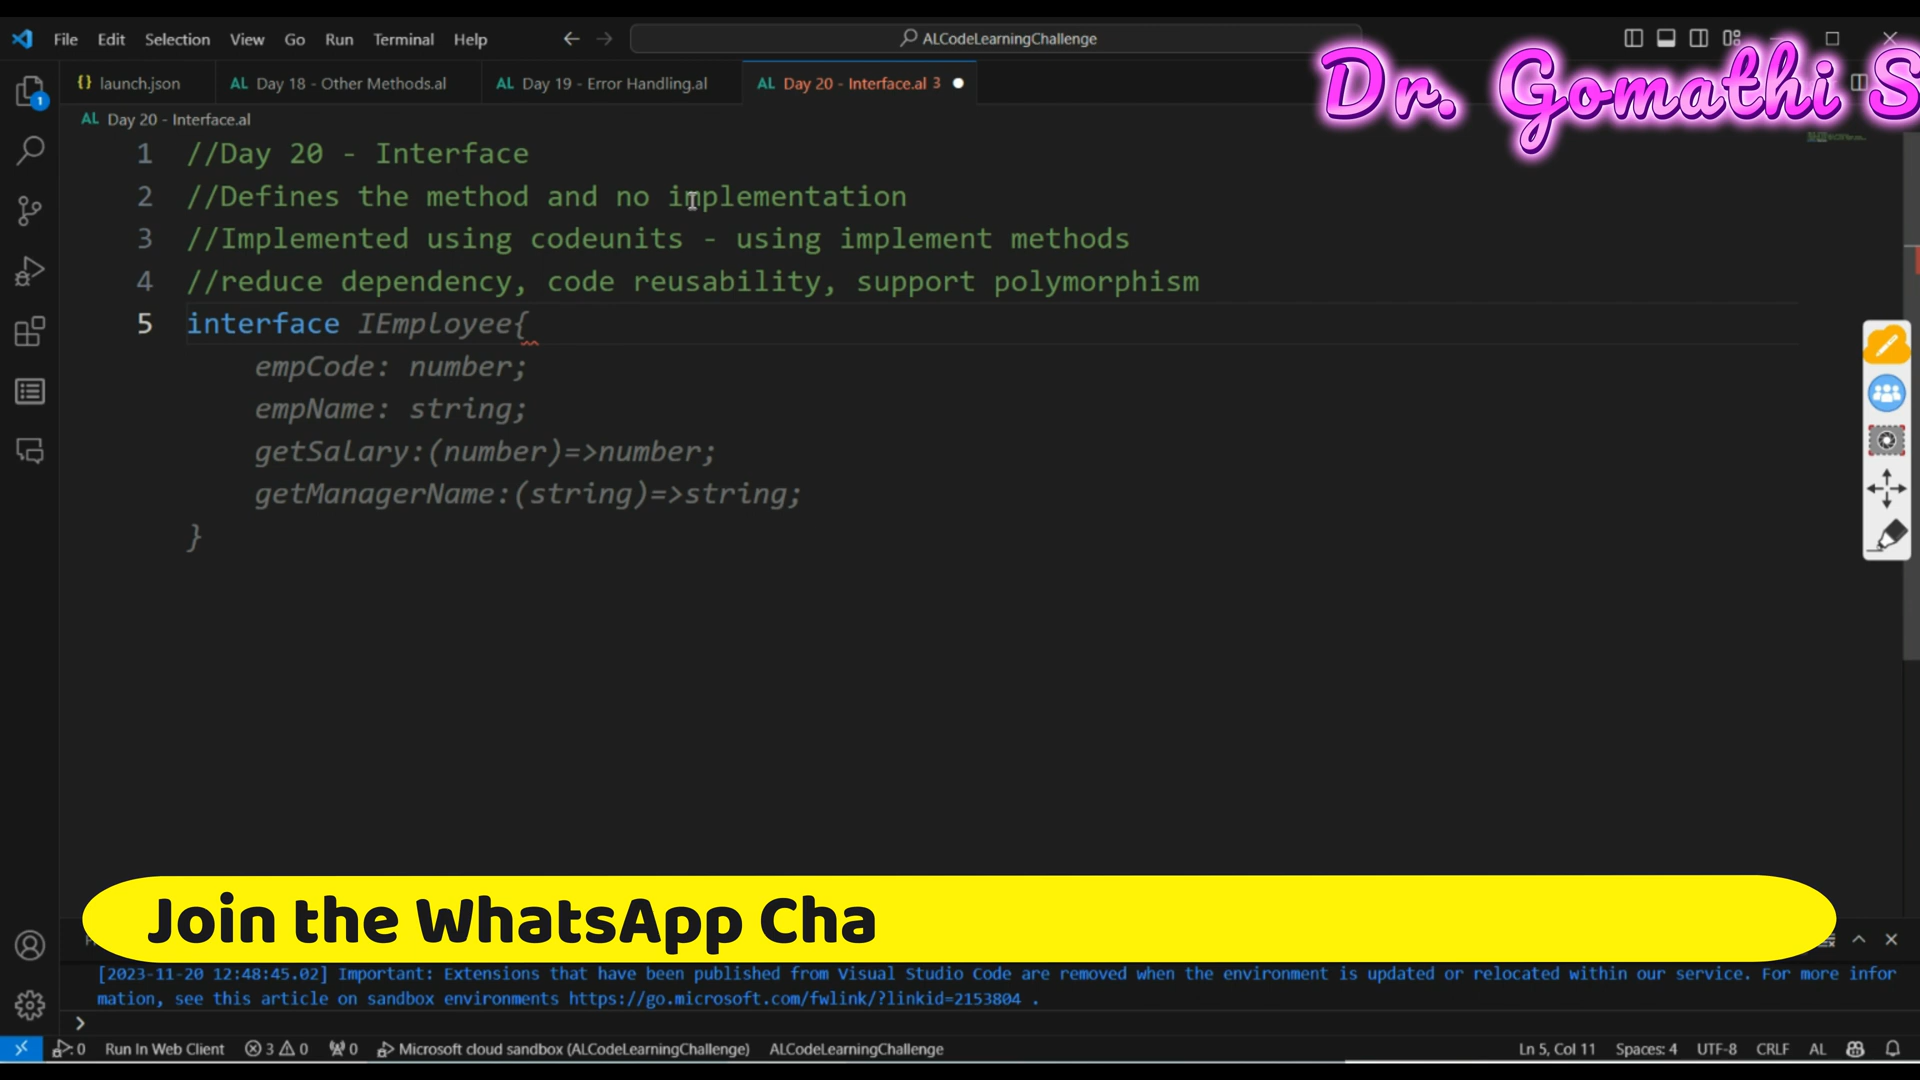 File Edit Selection View Go Run Terminal Help ALCodeLearningChallenge
Dr. Gomathi S
{} launch.json AL Day 18 - Other Methods.al AL Day 19 - Error Handling.al AL Day 20 - Interface.al 3
AL Day 20 - Interface.al
1 //Day 20 - Interface
2 //Defines the method and no implementation
3 //Implemented using codeunits - using implement methods
4 //reduce dependency, code reusability, support polymorphism
5 interface IEmployee{
empCode: number;
empName: string;
getSalary:(number)=>number;
getManagerName:(string)=>string;
}
1
Join the WhatsApp Cha
[2023-11-20 12:48:45.02] Important: Extensions that have been published from Visual Studio Code are removed when the environment is updated or relocated within our service. For more infor
mation, see this article on sandbox environments https://go.microsoft.com/fwlink/?linkid=2153804 .
>
0 Run In Web Client 3 0 0 Microsoft cloud sandbox (ALCodeLearningChallenge) ALCodeLearningChallenge Ln 5, Col 11 Spaces: 4 UTF-8 CRLF AL